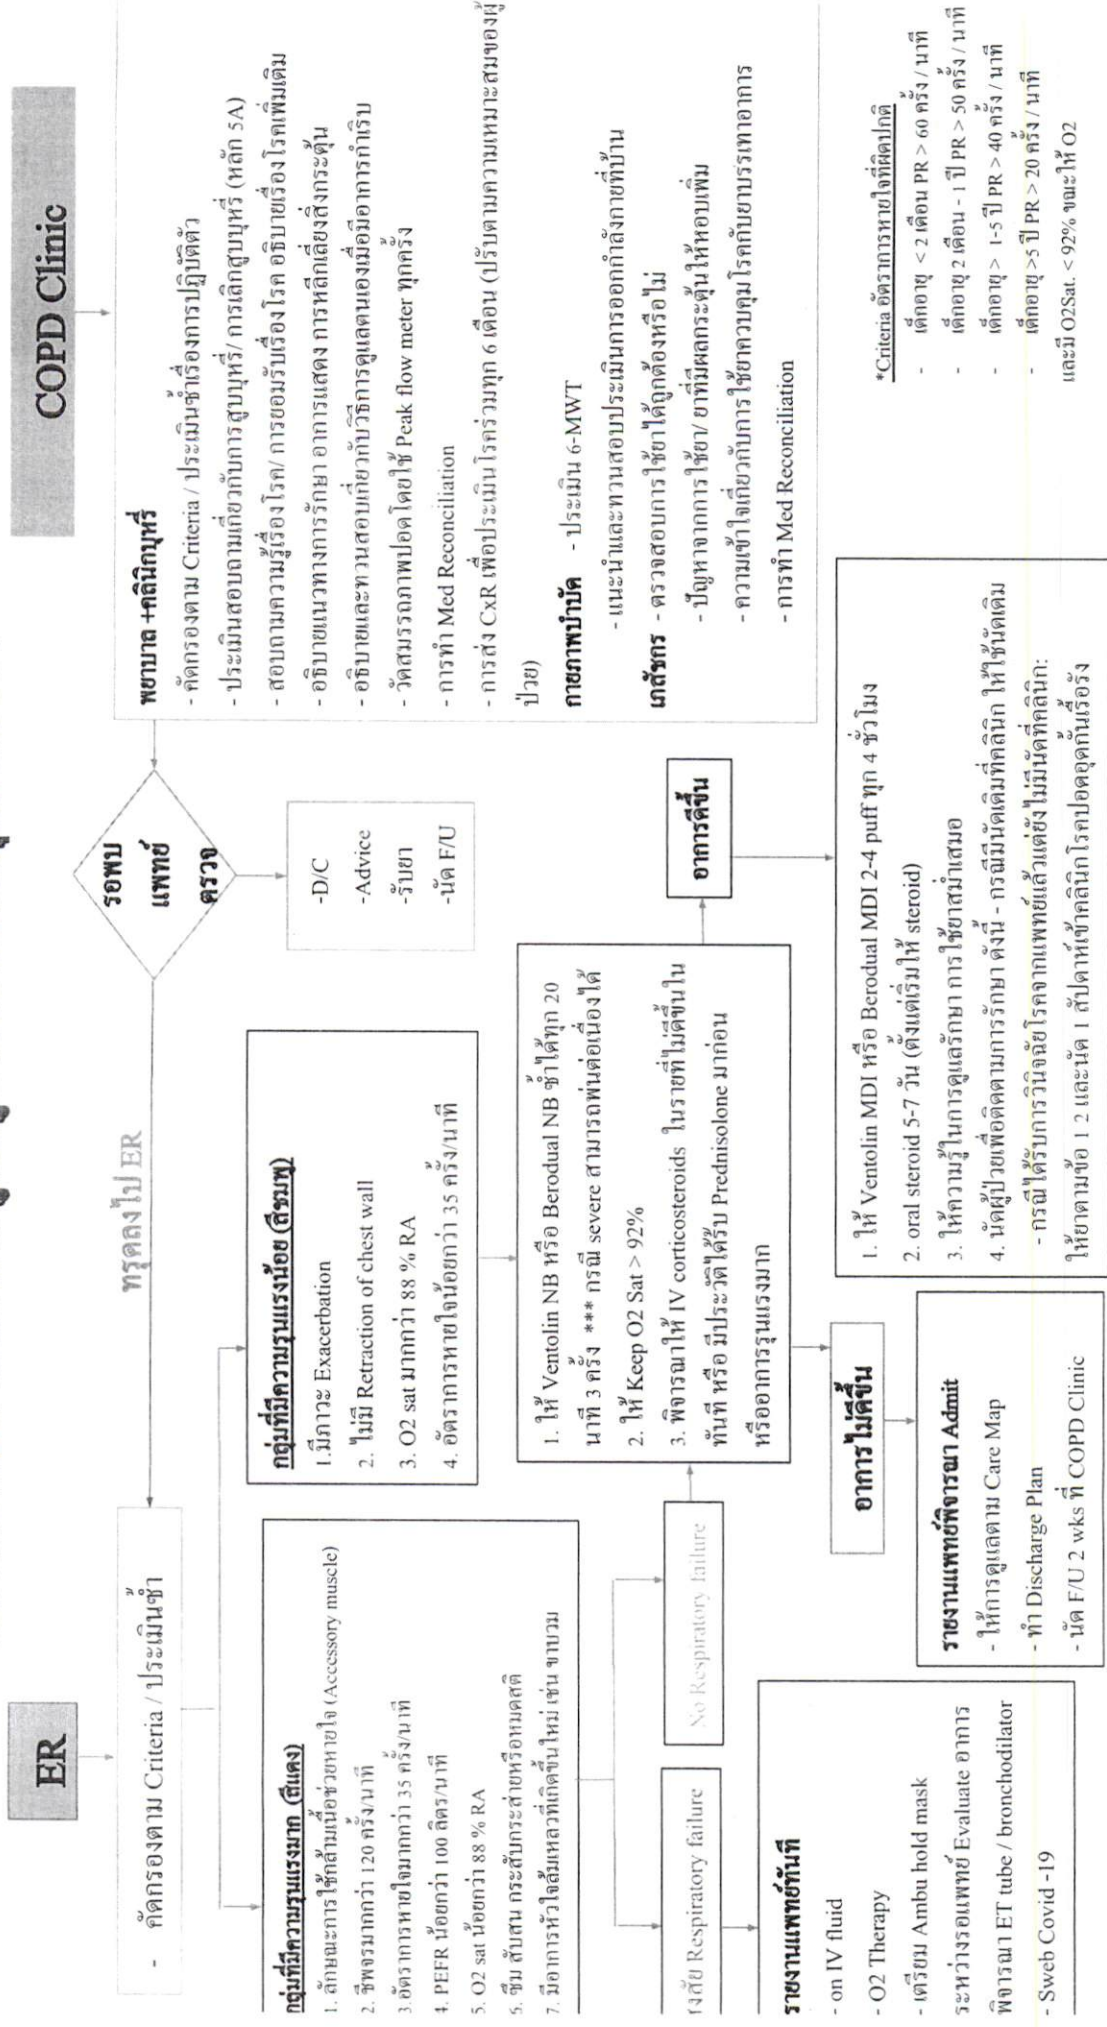 ER
- คัดกรองตาม Criteria / ประเมินซ้ำ
ทรุดลงไป ER
รอพบ
แพทย์
ตรวจ
COPD Clinic
พยาบาล +คลินิกบุหรี่
- คัดกรองตาม Criteria / ประเมินซ้ำเรื่องการปฏิบัติตัว
- ประเมินสอบถามเกี่ยวกับการสูบบุหรี่/ การเลิกสูบบุหรี่ (หลัก 5A)
- สอบถามความรู้เรื่องโรค/ การยอมรับเรื่องโรค อธิบายเรื่องโรคเพิ่มเติม
- อธิบายแนวทางการรักษา อาการแสดง การหลีกเลี่ยงสิ่งกระตุ้น
- อธิบายและทวนสอบเกี่ยวกับวิธีการดูแลตนเองเมื่อมีอาการกำเริบ
- วัดสมรรถภาพปอดโดยใช้ Peak flow meter ทุกครั้ง
- การทำ Med Reconciliation
- การส่ง CxR เพื่อประเมินโรคร่วมทุก 6 เดือน (ปรับตามความเหมาะสมของผู้
ป่วย)
กายภาพบำบัด - ประเมิน 6-MWT
- แนะนำและทวนสอบประเมินการออกกำลังกายที่บ้าน
เภสัชกร - ตรวจสอบการใช้ยาได้ถูกต้องหรือไม่
- ปัญหาจากการใช้ยา/ ยาที่มีผลกระตุ้นให้หอบเพิ่ม
- ความเข้าใจเกี่ยวกับการใช้ยาควบคุมโรคกับยาบรรเทาอาการ
- การทำ Med Reconciliation
-D/C
-Advice
-รับยา
-นัด F/U
กลุ่มที่มีความรุนแรงมาก (สีแดง)
1. ลักษณะการใช้กล้ามเนื้อช่วยหายใจ (Accessory muscle)
2. ชีพจรมากกว่า 120 ครั้ง/นาที
3.อัตราการหายใจมากกว่า 35 ครั้ง/นาที
4. PEFR น้อยกว่า 100 ลิตร/นาที
5. O2 sat น้อยกว่า 88 % RA
6. ซึม สับสน กระสับกระส่ายหรือหมดสติ
7. มีอาการหัวใจล้มเหลวที่เกิดขึ้นใหม่ เช่น ขาบวม
กลุ่มที่มีความรุนแรงน้อย (สีชมพู)
1.มีภาวะ Exacerbation
2. ไม่มี Retraction of chest wall
3. O2 sat มากกว่า 88 % RA
4. อัตราการหายใจน้อยกว่า 35 ครั้ง/นาที
Respiratory failure
No Respiratory failure
1. ให้ Ventolin NB หรือ Berodual NB ซ้ำได้ทุก 20
นาที 3 ครั้ง *** กรณี severe สามารถพ่นต่อเนื่องได้
2. ให้ Keep O2 Sat > 92%
3. พิจารณาให้ IV corticosteroids ในรายที่ไม่ดีขึ้นใน
ทันที หรือ มีประวัติได้รับ Prednisolone มาก่อน
หรืออาการรุนแรงมาก
อาการดีขึ้น
อาการไม่ดีขึ้น
รายงานแพทย์ทันที
- on IV fluid
- O2 Therapy
- เตรียม Ambu hold mask
ระหว่างรอแพทย์ Evaluate อาการ
พิจารณา ET tube / bronchodilator
- Sweb Covid -19
รายงานแพทย์พิจารณา Admit
- ให้การดูแลตาม Care Map
- ทำ Discharge Plan
- นัด F/U 2 wks ที่ COPD Clinic
1. ให้ Ventolin MDI หรือ Berodual MDI 2-4 puff ทุก 4 ชั่วโมง
2. oral steroid 5-7 วัน (ตั้งแต่เริ่มให้ steroid)
3. ให้ความรู้ในการดูแลรักษา การใช้ยาสม่ำเสมอ
4. นัดผู้ป่วยเพื่อติดตามการรักษา ดังนี้ - กรณีมีนัดเดิมที่คลินิก ให้ใช้นัดเดิม
- กรณีได้รับการวินิจฉัยโรคจากแพทย์แล้วแต่ยังไม่มีนัดที่คลินิก:
ให้ยาตามข้อ 1 2 และนัด 1 สัปดาห์เข้าคลินิกโรคปอดอุดกั้นเรื้อรัง
*Criteria อัตราการหายใจที่ผิดปกติ
- เด็กอายุ < 2 เดือน PR > 60 ครั้ง / นาที
- เด็กอายุ 2 เดือน - 1 ปี PR > 50 ครั้ง / นาที
- เด็กอายุ > 1-5 ปี PR > 40 ครั้ง / นาที
- เด็กอายุ >5 ปี PR > 20 ครั้ง / นาที
และมี O2Sat. < 92% ขณะให้ O2